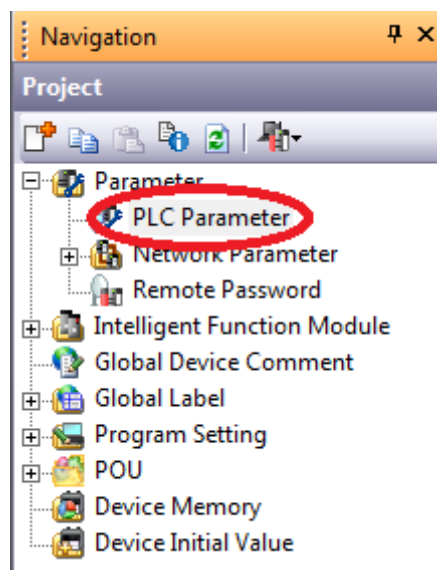 Navigation
Project
Parameter
PLC Parameter
Network Parameter
Remote Password
Intelligent Function Module
Global Device Comment
Global Label
Program Setting
POU
Device Memory
Device Initial Value